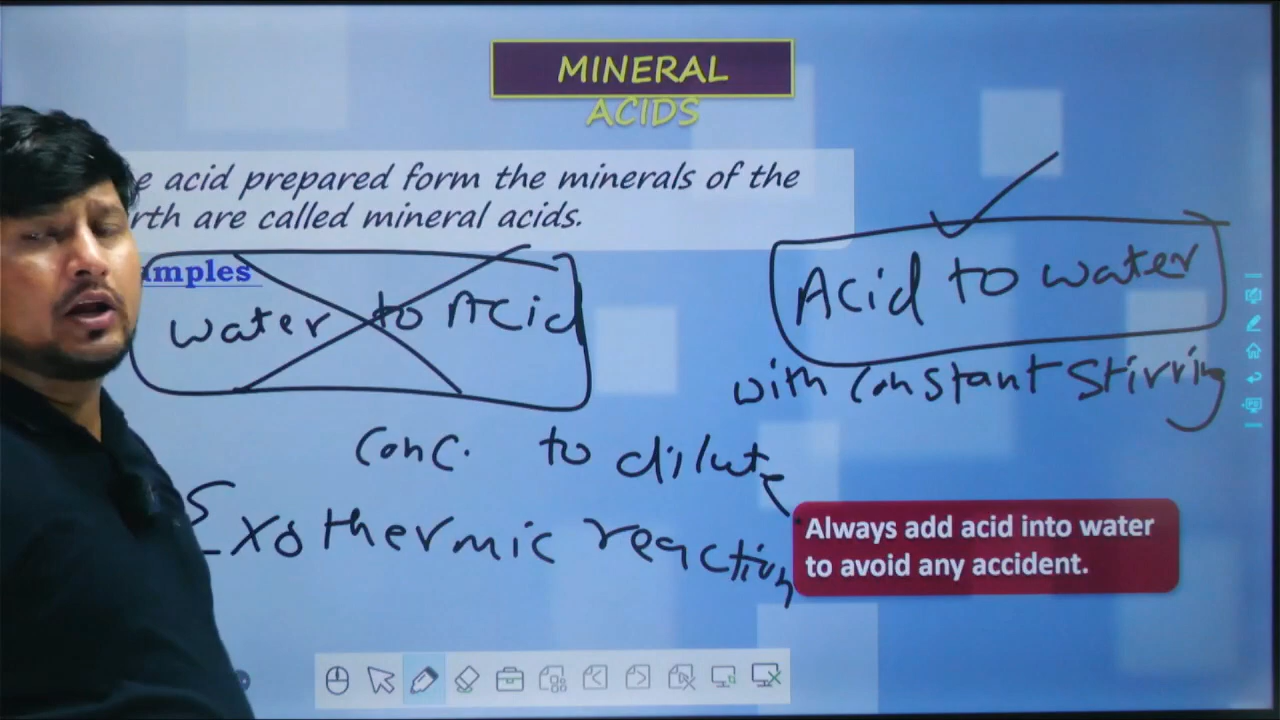 MINERAL
ACIDS
e acid prepared form the minerals of the
rth are called mineral acids.
mples
water to Acid
Acid to water
with constant stirring
conc. to dilute
Exothermic reaction
Always add acid into water
to avoid any accident.